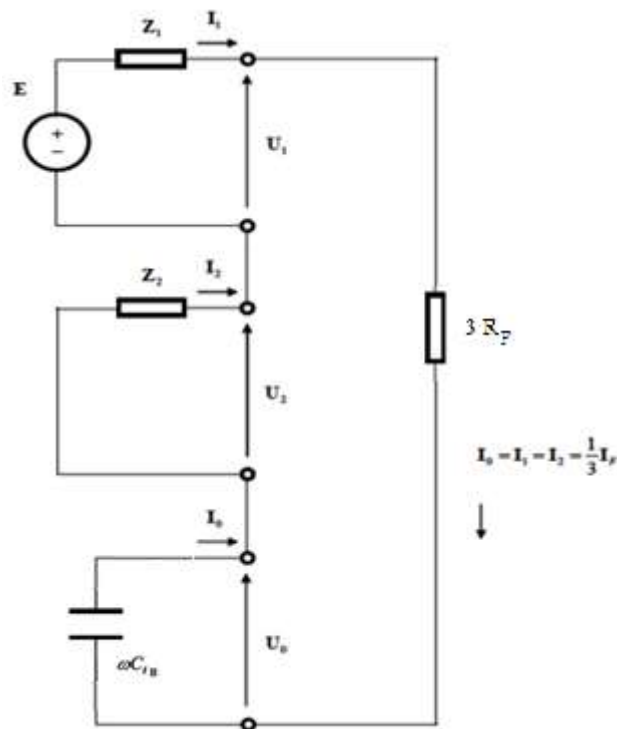 Z₁
I₁
E
+
−
U₁
Z₂
I₂
U₂
3 R_F
I₀ = I₁ = I₂ = 1/3 I_F
I₀
U₀